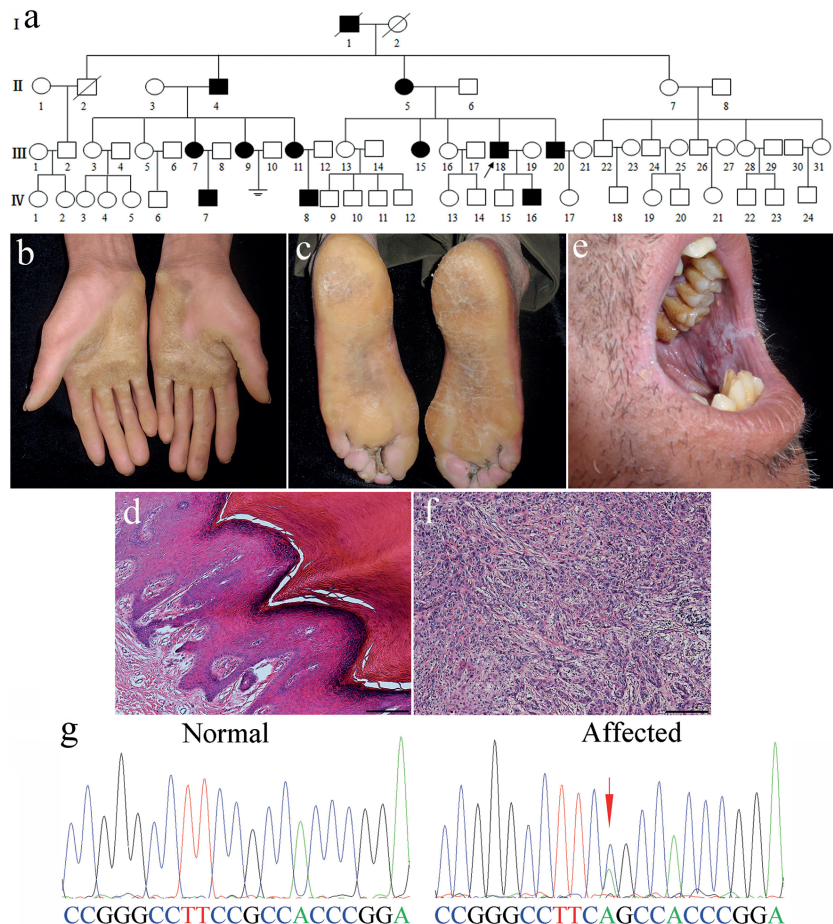 a
I
1 2
II
1 2 3 4 5 6 7 8
III
1 2 3 4 5 6 7 8 9 10 11 12 13 14 15 16 17 18 19 20 21 22 23 24 25 26 27 28 29 30 31
IV
1 2 3 4 5 6 7 8 9 10 11 12 13 14 15 16 17 18 19 20 21 22 23 24
b c e
d f
g
Normal Affected
CCGGGCCTTCCGCCACCCGGA CCGGGCCTTCAGCCACCCGGA